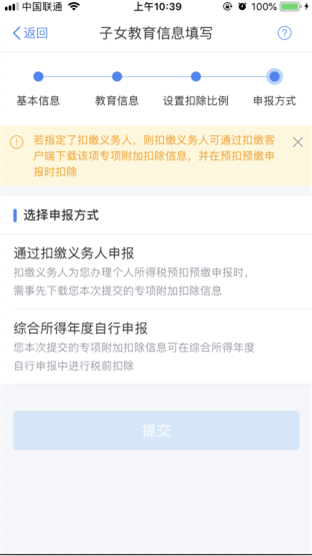 中国联通 上午10:39 100%
返回 子女教育信息填写 ?
基本信息 教育信息 设置扣除比例 申报方式
若指定了扣缴义务人，则扣缴义务人可通过扣缴客
户端下载该项专项附加扣除信息，并在预扣预缴申
报时扣除
选择申报方式
通过扣缴义务人申报
扣缴义务人为您办理个人所得税预扣预缴申报时，
需事先下载您本次提交的专项附加扣除信息
综合所得年度自行申报
您本次提交的专项附加扣除信息可在综合所得年度
自行申报中进行税前扣除
提交